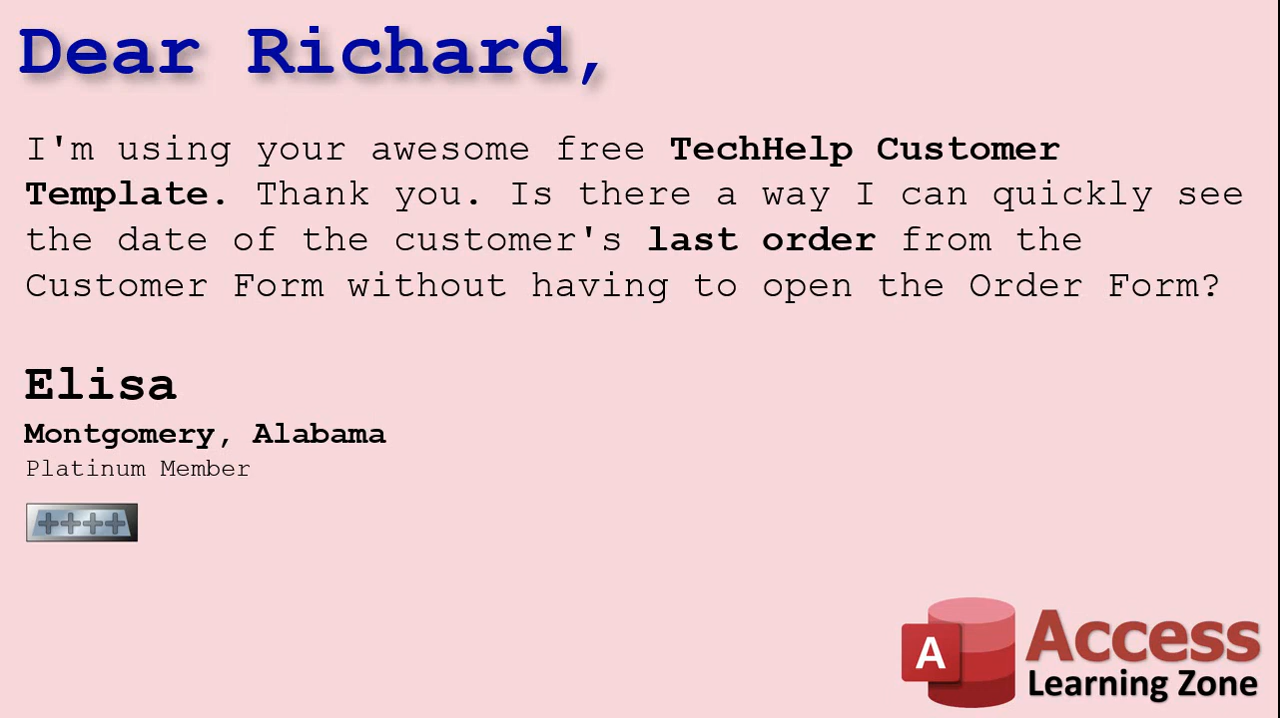 Dear Richard,
I'm using your awesome free TechHelp Customer
Template. Thank you. Is there a way I can quickly see
the date of the customer's last order from the
Customer Form without having to open the Order Form?
Elisa
Montgomery, Alabama
Platinum Member
++++
A
Access
Learning Zone